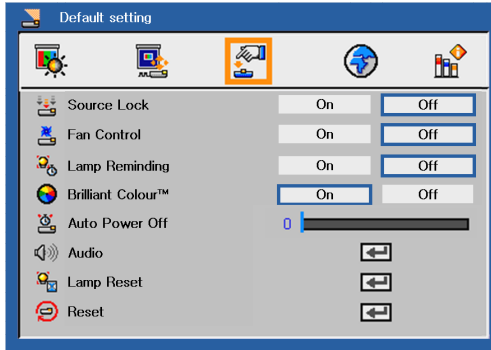 Default setting
Source Lock On Off
Fan Control On Off
Lamp Reminding On Off
Brilliant Colour™ On Off
Auto Power Off 0
Audio
Lamp Reset
Reset